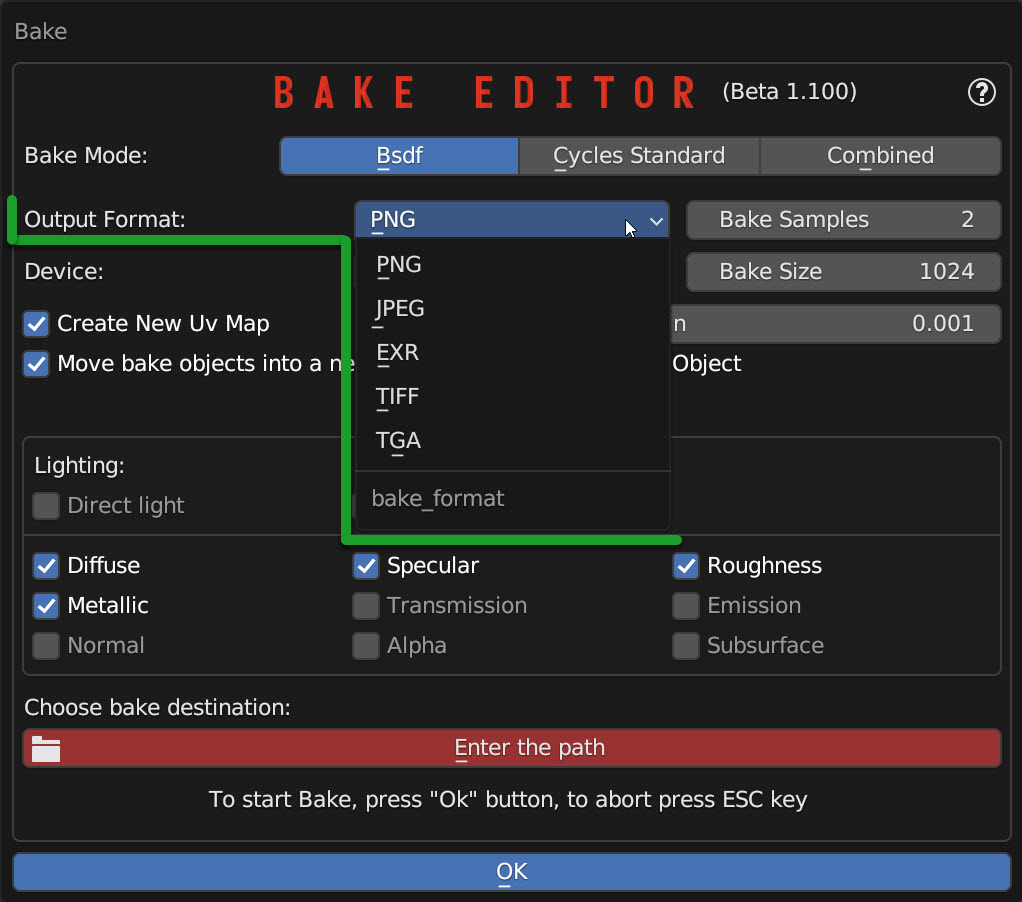 Bake
BAKE EDITOR (Beta 1.100) ?
Bake Mode: Bsdf Cycles Standard Combined
Output Format: PNG Bake Samples 2
PNG
Device: Bake Size 1024
JPEG
Create New Uv Map n 0.001
EXR
Move bake objects into a ne Object
TIFF
TGA
Lighting:
bake_format
Direct light
Diffuse Specular Roughness
Metallic Transmission Emission
Normal Alpha Subsurface
Choose bake destination:
Enter the path
To start Bake, press "Ok" button, to abort press ESC key
OK